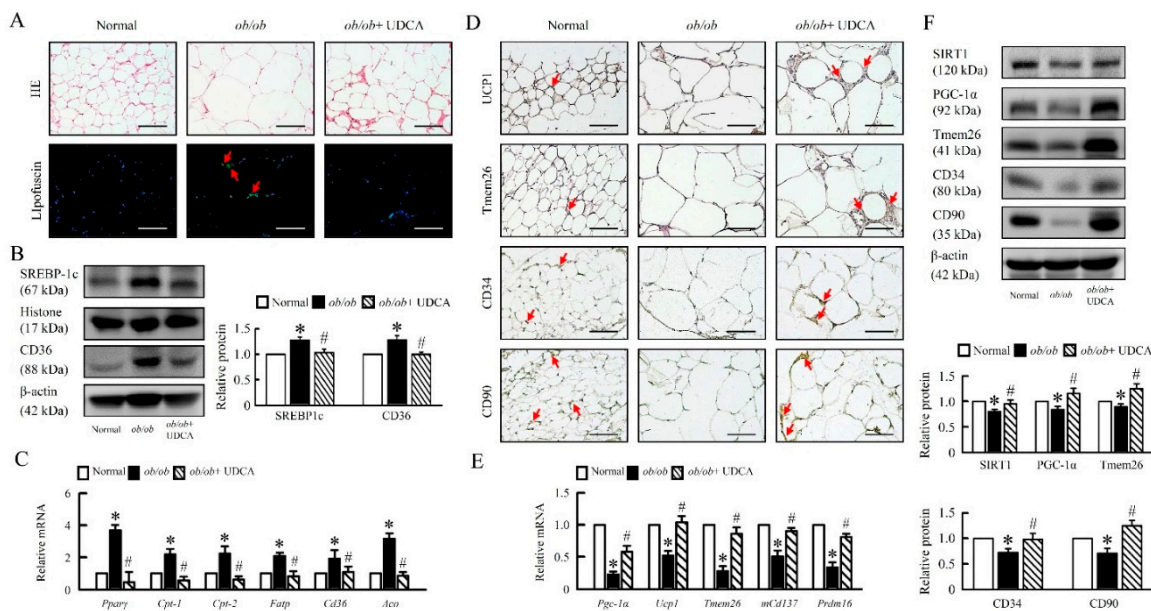 A
Normal
ob/ob
ob/ob+ UDCA
HE
Lipofuscin
B
SREBP-1c
(67 kDa)
Histone
(17 kDa)
CD36
(88 kDa)
β-actin
(42 kDa)
Normal
ob/ob
ob/ob+
UDCA
Normal
ob/ob
ob/ob+ UDCA
Relative protein
1.5
1.0
0.5
*
#
*
#
SREBP1c
CD36
C
Normal
ob/ob
ob/ob+ UDCA
Relative mRNA
6
4
2
0
*
#
*
#
*
#
*
#
*
#
*
#
Pparγ
Cpt-1
Cpt-2
Fatp
Cd36
Aco
D
Normal
ob/ob
ob/ob+ UDCA
UCP1
Tmem26
CD34
CD90
E
Normal
ob/ob
ob/ob+ UDCA
Relative mRNA
1.5
1.0
0.5
0
*
#
*
#
*
#
*
#
*
#
Pgc-1α
Ucp1
Tmem26
mCd137
Prdm16
F
SIRT1
(120 kDa)
PGC-1α
(92 kDa)
Tmem26
(41 kDa)
CD34
(80 kDa)
CD90
(35 kDa)
β-actin
(42 kDa)
Normal
ob/ob
ob/ob+
UDCA
Normal
ob/ob
ob/ob+ UDCA
Relative protein
1.5
1.0
0.5
0
*
#
*
#
*
#
SIRT1
PGC-1α
Tmem26
Relative protein
1.5
1.0
0.5
0
*
#
*
#
CD34
CD90